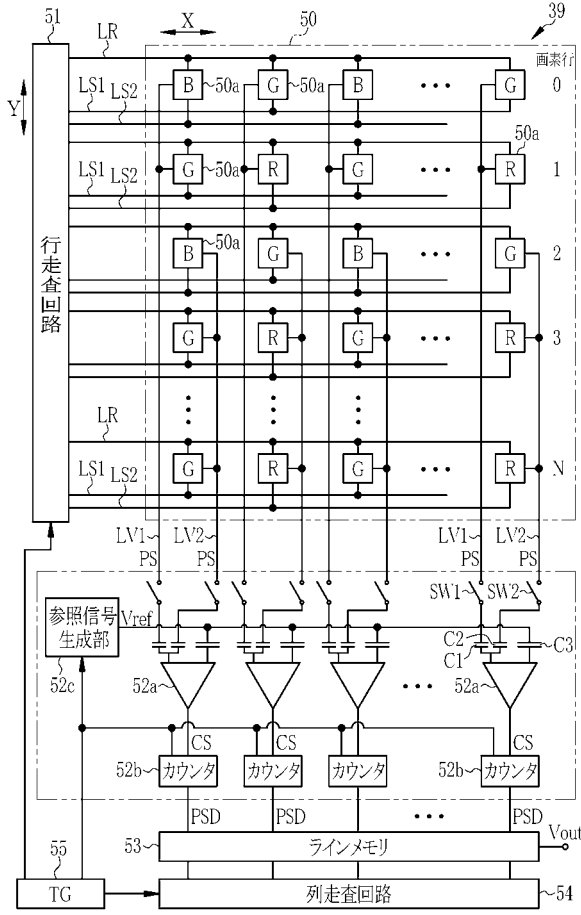 51
X
50
39
LR
画素行
B 50a G 50a B … G 0
Y
LS1 LS2
50a
G 50a R G … R 1
LS1 LS2
50a
B G B … G 2
行走査回路
G R G … R 3
LR
G R G … R N
LS1 LS2
LV1 LV2 LV1 LV2
PS PS PS PS
SW1 SW2
参照信号生成部
Vref
C2
C1
C3
52c
52a … 52a
CS CS
52b カウンタ カウンタ カウンタ 52b カウンタ
PSD PSD … PSD
53 ラインメモリ Vout
55
TG
列走査回路
54